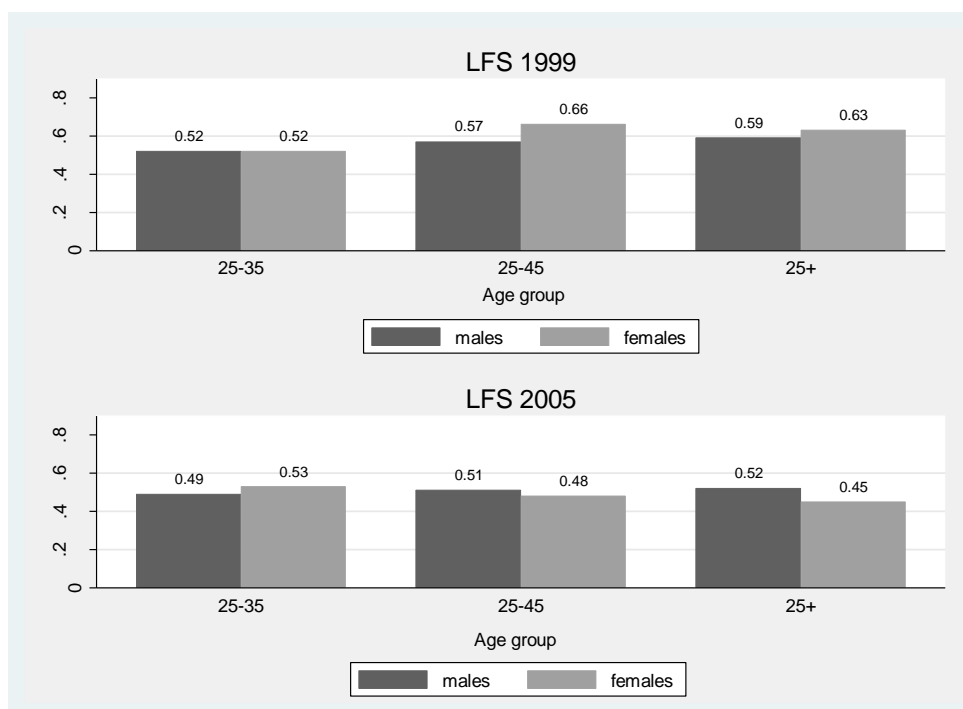 LFS 1999
.8
.6
.4
.2
0
0.52 0.52 0.57 0.66 0.59 0.63
25-35 25-45 25+
Age group
males females
LFS 2005
.8
.6
.4
.2
0
0.49 0.53 0.51 0.48 0.52 0.45
25-35 25-45 25+
Age group
males females